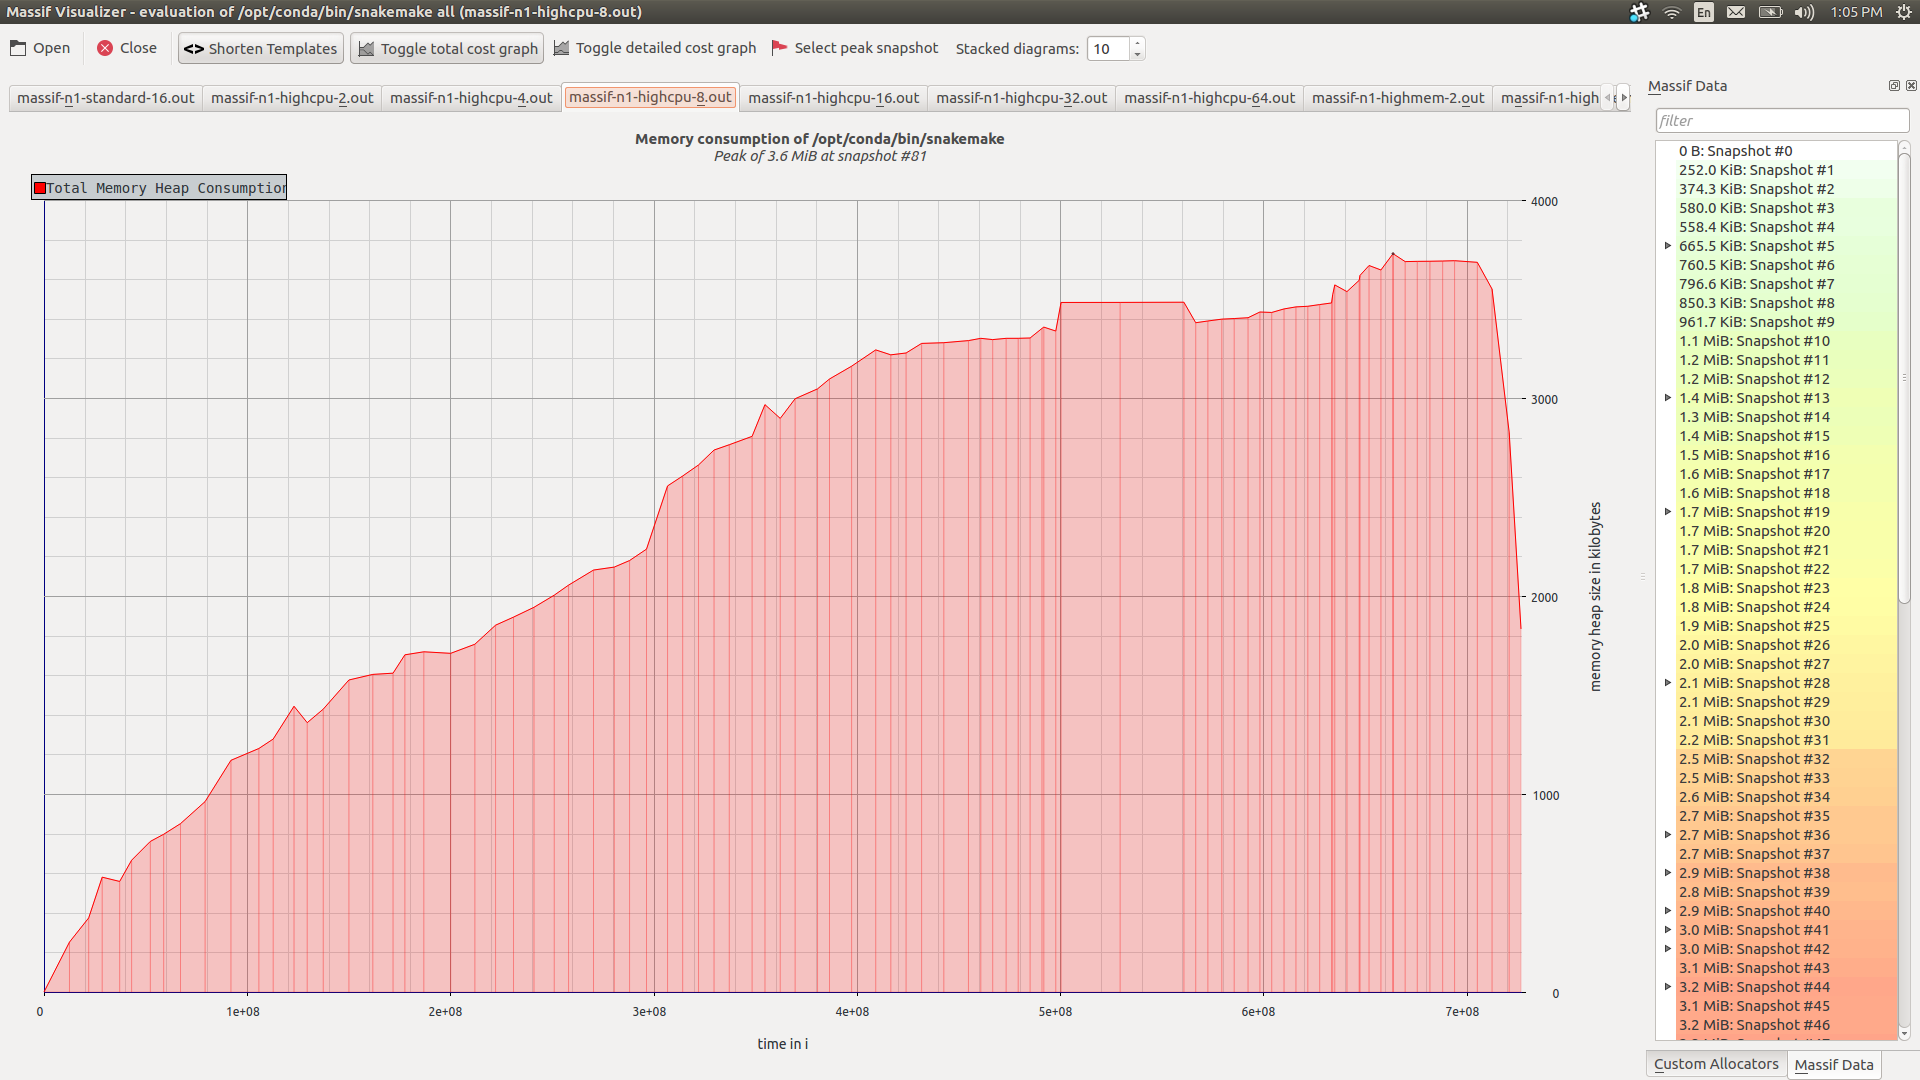 Massif Visualizer - evaluation of /opt/conda/bin/snakemake all (massif-n1-highcpu-8.out)
En
1:05 PM
Open
Close
<> Shorten Templates
Toggle total cost graph
Toggle detailed cost graph
Select peak snapshot
Stacked diagrams: 10
massif-n1-standard-16.out
massif-n1-highcpu-2.out
massif-n1-highcpu-4.out
massif-n1-highcpu-8.out
massif-n1-highcpu-16.out
massif-n1-highcpu-32.out
massif-n1-highcpu-64.out
massif-n1-highmem-2.out
massif-n1-high
Memory consumption of /opt/conda/bin/snakemake
Peak of 3.6 MiB at snapshot #81
Total Memory Heap Consumption
4000
3000
2000
1000
0
memory heap size in kilobytes
0
1e+08
2e+08
3e+08
4e+08
5e+08
6e+08
7e+08
time in i
Massif Data
filter
0 B: Snapshot #0
252.0 KiB: Snapshot #1
374.3 KiB: Snapshot #2
580.0 KiB: Snapshot #3
558.4 KiB: Snapshot #4
665.5 KiB: Snapshot #5
760.5 KiB: Snapshot #6
796.6 KiB: Snapshot #7
850.3 KiB: Snapshot #8
961.7 KiB: Snapshot #9
1.1 MiB: Snapshot #10
1.2 MiB: Snapshot #11
1.2 MiB: Snapshot #12
1.4 MiB: Snapshot #13
1.3 MiB: Snapshot #14
1.4 MiB: Snapshot #15
1.5 MiB: Snapshot #16
1.6 MiB: Snapshot #17
1.6 MiB: Snapshot #18
1.7 MiB: Snapshot #19
1.7 MiB: Snapshot #20
1.7 MiB: Snapshot #21
1.7 MiB: Snapshot #22
1.8 MiB: Snapshot #23
1.8 MiB: Snapshot #24
1.9 MiB: Snapshot #25
2.0 MiB: Snapshot #26
2.0 MiB: Snapshot #27
2.1 MiB: Snapshot #28
2.1 MiB: Snapshot #29
2.1 MiB: Snapshot #30
2.2 MiB: Snapshot #31
2.5 MiB: Snapshot #32
2.5 MiB: Snapshot #33
2.6 MiB: Snapshot #34
2.7 MiB: Snapshot #35
2.7 MiB: Snapshot #36
2.7 MiB: Snapshot #37
2.9 MiB: Snapshot #38
2.8 MiB: Snapshot #39
2.9 MiB: Snapshot #40
3.0 MiB: Snapshot #41
3.0 MiB: Snapshot #42
3.1 MiB: Snapshot #43
3.2 MiB: Snapshot #44
3.1 MiB: Snapshot #45
3.2 MiB: Snapshot #46
Custom Allocators
Massif Data